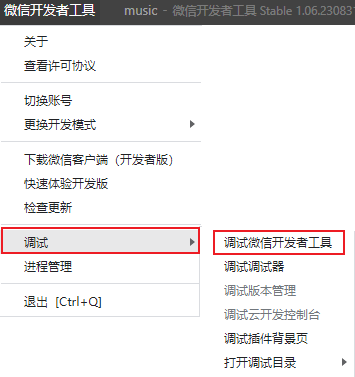 微信开发者工具 music - 微信开发者工具 Stable 1.06.230831
关于
查看许可协议
切换账号
更换开发模式
下载微信客户端（开发者版）
快速体验开发版
检查更新
调试
进程管理
退出 [Ctrl+Q]
调试微信开发者工具
调试调试器
调试版本管理
调试云开发控制台
调试插件背景页
打开调试目录